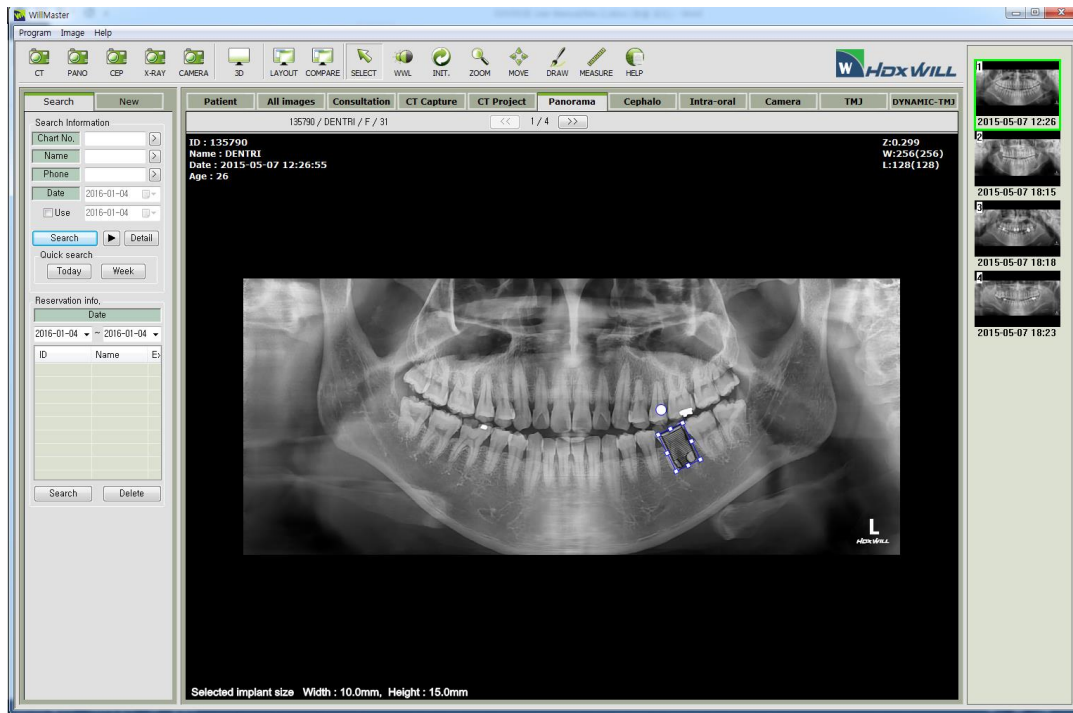 WillMaster
Program Image Help
CT PANO CEP X-RAY CAMERA 3D LAYOUT COMPARE SELECT WWL INIT. ZOOM MOVE DRAW MEASURE HELP
W HDXWILL
Search New
Search Information
Chart No, >
Name >
Phone >
Date 2016-01-04
Use 2016-01-04
Search Detail
Quick search
Today Week
Reservation info,
Date
2016-01-04 ~ 2016-01-04
ID Name Ex
Search Delete
Patient All images Consultation CT Capture CT Project Panorama Cephalo Intra-oral Camera TMJ DYNAMIC-TMJ
135790 / DENTRI / F / 31 << 1 / 4 >>
ID : 135790
Name : DENTRI
Date : 2015-05-07 12:26:55
Age : 26
Z:0.299
W:256(256)
L:128(128)
L
HDXWILL
Selected implant size Width : 10.0mm, Height : 15.0mm
1
2015-05-07 12:26
2
2015-05-07 18:15
3
2015-05-07 18:18
4
2015-05-07 18:23